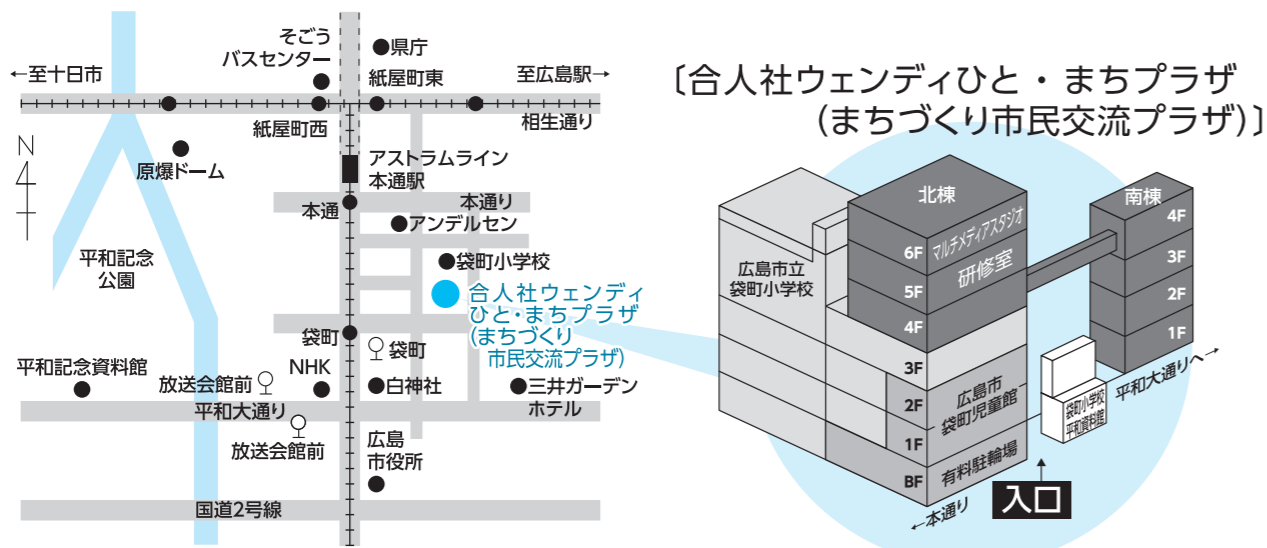 そごう
バスセンター
県庁
←至十日市
紙屋町東
至広島駅→
紙屋町西
相生通り
N
原爆ドーム
アストラムライン
本通駅
本通
本通り
アンデルセン
平和記念
公園
袋町小学校
合人社ウェンディ
ひと・まちプラザ
(まちづくり
市民交流プラザ)
袋町
袋町
平和記念資料館
放送会館前
NHK
白神社
三井ガーデン
ホテル
平和大通り
放送会館前
広島
市役所
国道2号線
〔合人社ウェンディひと・まちプラザ
(まちづくり市民交流プラザ)〕
北棟
南棟
6F
マルチメディアスタジオ
5F
研修室
4F
3F
2F
1F
BF
広島市立
袋町小学校
広島市
袋町児童館
有料駐輪場
4F
3F
2F
1F
袋町小学校
平和資料館
平和大通りへ→
←本通り
入口